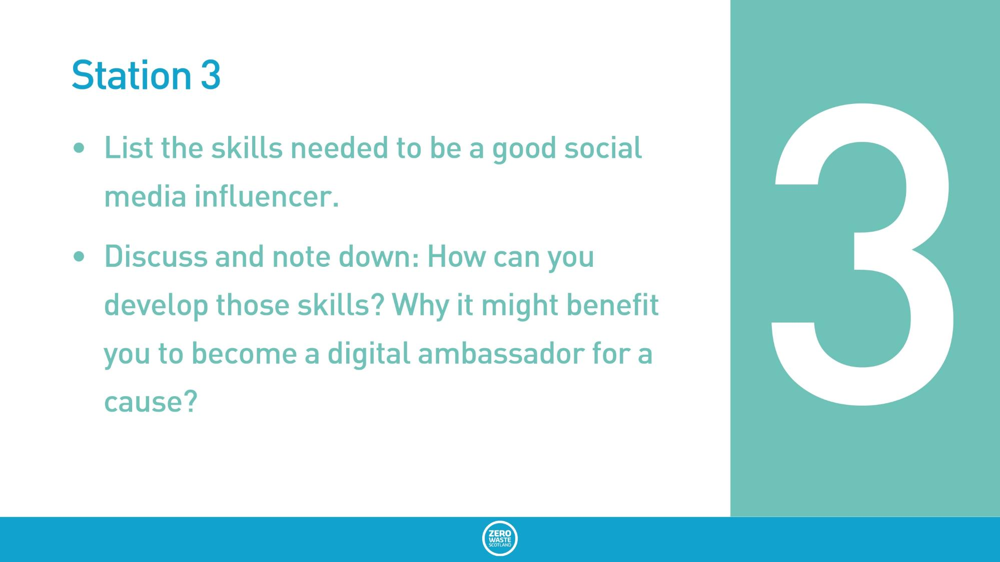 Station 3
• List the skills needed to be a good social
media influencer.
• Discuss and note down: How can you
develop those skills? Why it might benefit
you to become a digital ambassador for a
cause?
3
ZERO
WASTE
SCOTLAND